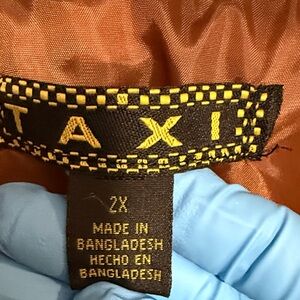 TAXI
2X
MADE IN
BANGLADESH
HECHO EN
BANGLADESH